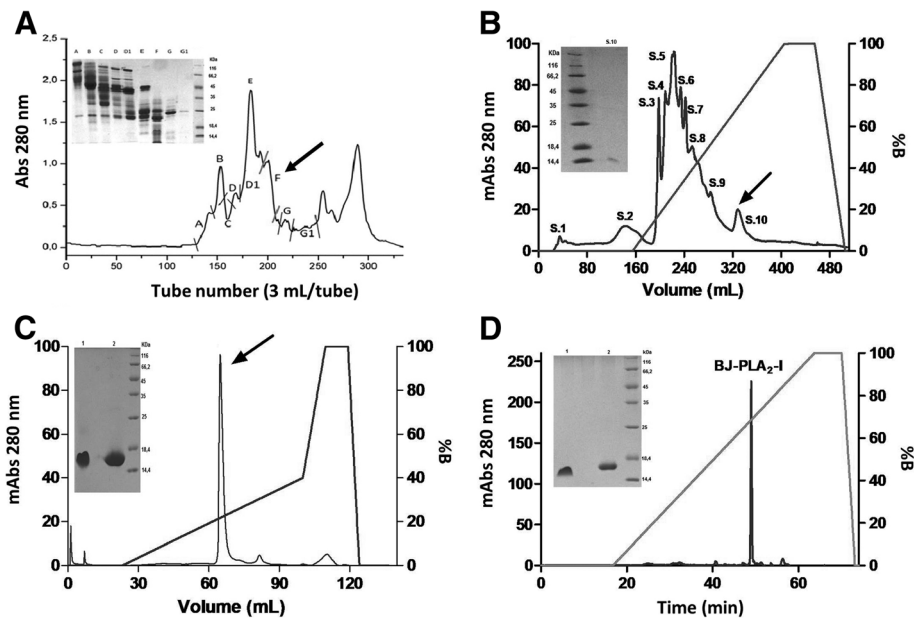 A
A B C D D1 E F G G1
KDa
116
66,2
45
35
25
18,4
14,4
2,5
2,0
1,5
1,0
0,5
0,0
A
B
C
D
D1
E
F
G
G1
0 50 100 150 200 250 300
Abs 280 nm
Tube number (3 mL/tube)
B
KDa
S.10
116
66,2
45
35
25
18,4
14,4
100
80
60
40
20
0
S.1
S.2
S.3
S.4
S.5
S.6
S.7
S.8
S.9
S.10
100
80
60
40
20
0
0 80 160 240 320 400 480
mAbs 280 nm
%B
Volume (mL)
C
1 2
KDa
116
66,2
45
35
25
18,4
14,4
100
80
60
40
20
0
100
80
60
40
20
0
0 30 60 90 120
mAbs 280 nm
%B
Volume (mL)
D
1 2
KDa
116
66,2
45
35
25
18,4
14,4
BJ-PLA₂-I
250
200
150
100
50
0
100
80
60
40
20
0
0 20 40 60
mAbs 280 nm
%B
Time (min)